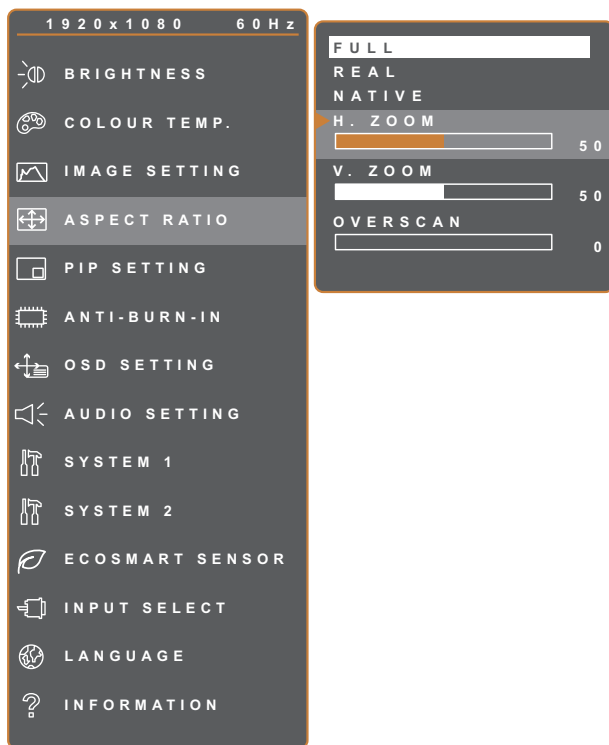 1920x1080 60Hz
BRIGHTNESS
COLOUR TEMP.
IMAGE SETTING
ASPECT RATIO
PIP SETTING
ANTI-BURN-IN
OSD SETTING
AUDIO SETTING
SYSTEM 1
SYSTEM 2
ECOSMART SENSOR
INPUT SELECT
LANGUAGE
INFORMATION
FULL
REAL
NATIVE
H. ZOOM
50
V. ZOOM
50
OVERSCAN
0